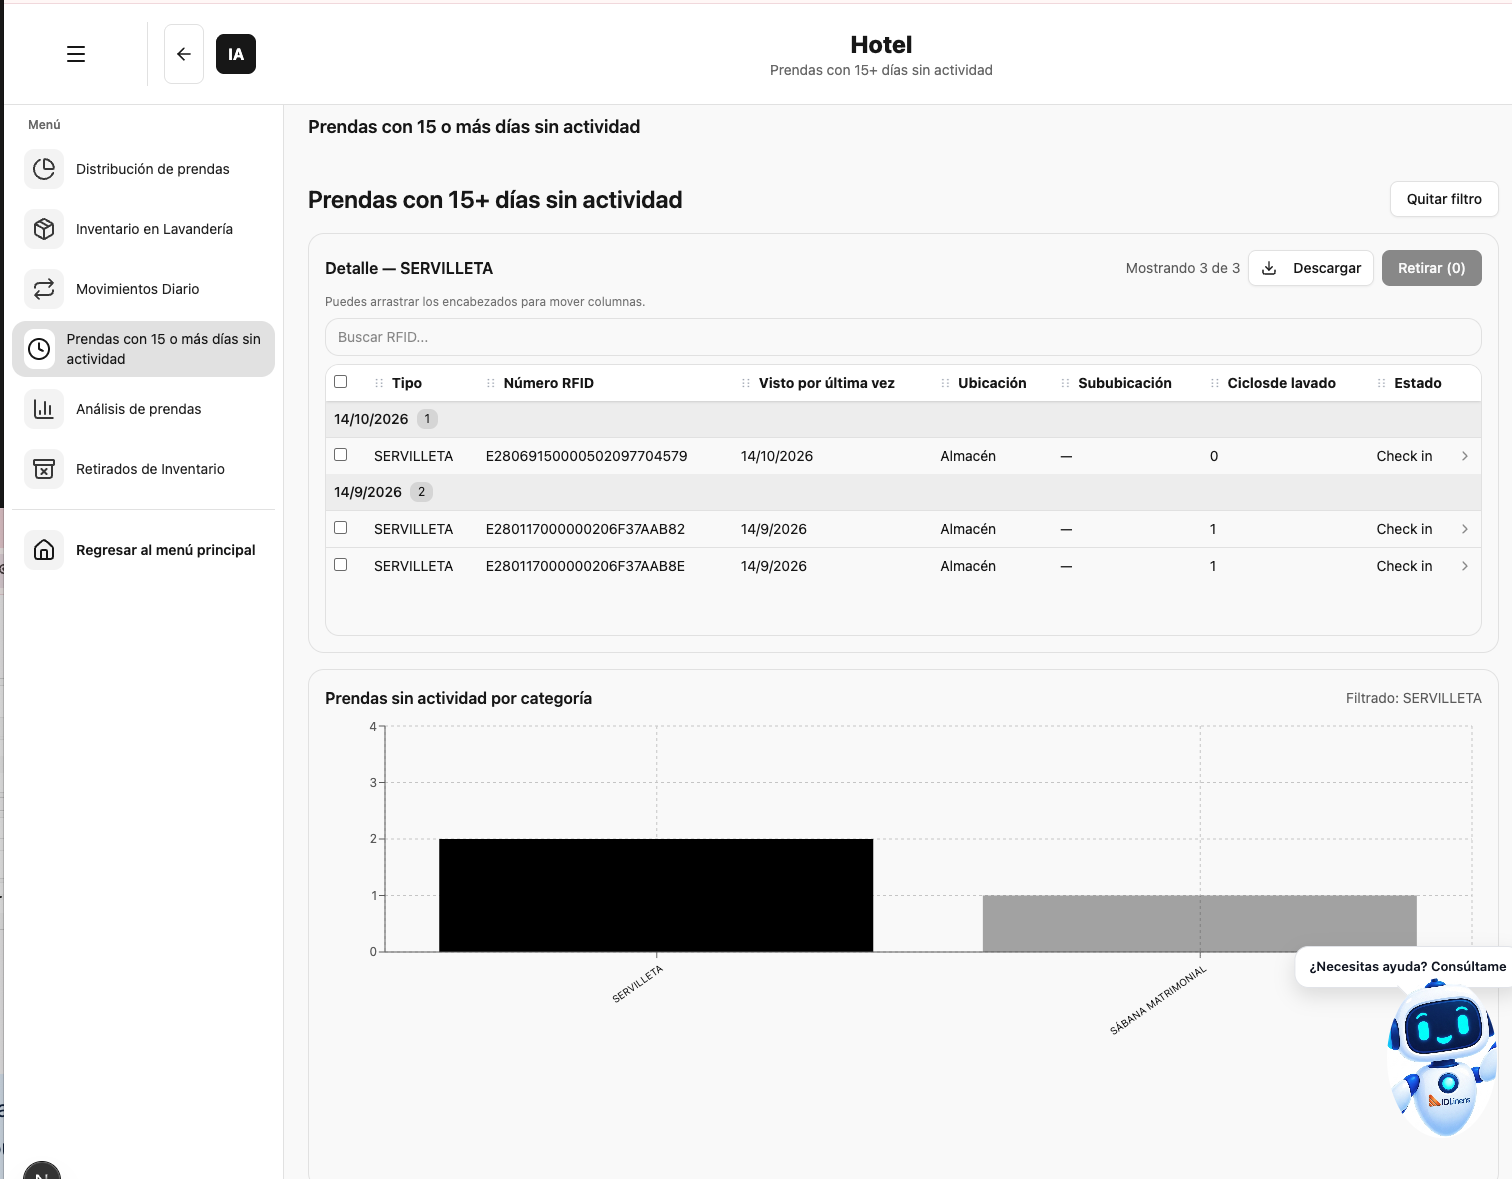 IA
Hotel
Prendas con 15+ días sin actividad
Menú
Distribución de prendas
Inventario en Lavandería
Movimientos Diario
Prendas con 15 o más días sin
actividad
Análisis de prendas
Retirados de Inventario
Regresar al menú principal
Prendas con 15 o más días sin actividad
Prendas con 15+ días sin actividad
Quitar filtro
Detalle — SERVILLETA
Mostrando 3 de 3
Descargar
Retirar (0)
Puedes arrastrar los encabezados para mover columnas.
Buscar RFID...
Tipo Número RFID Visto por última vez Ubicación Sububicación Ciclosde lavado Estado
14/10/2026 1
SERVILLETA E28069150000502097704579 14/10/2026 Almacén — 0 Check in
14/9/2026 2
SERVILLETA E280117000000206F37AAB82 14/9/2026 Almacén — 1 Check in
SERVILLETA E280117000000206F37AAB8E 14/9/2026 Almacén — 1 Check in
Prendas sin actividad por categoría
Filtrado: SERVILLETA
4
3
2
1
0
SERVILLETA
SÁBANA MATRIMONIAL
¿Necesitas ayuda? Consúltame
IDLinens